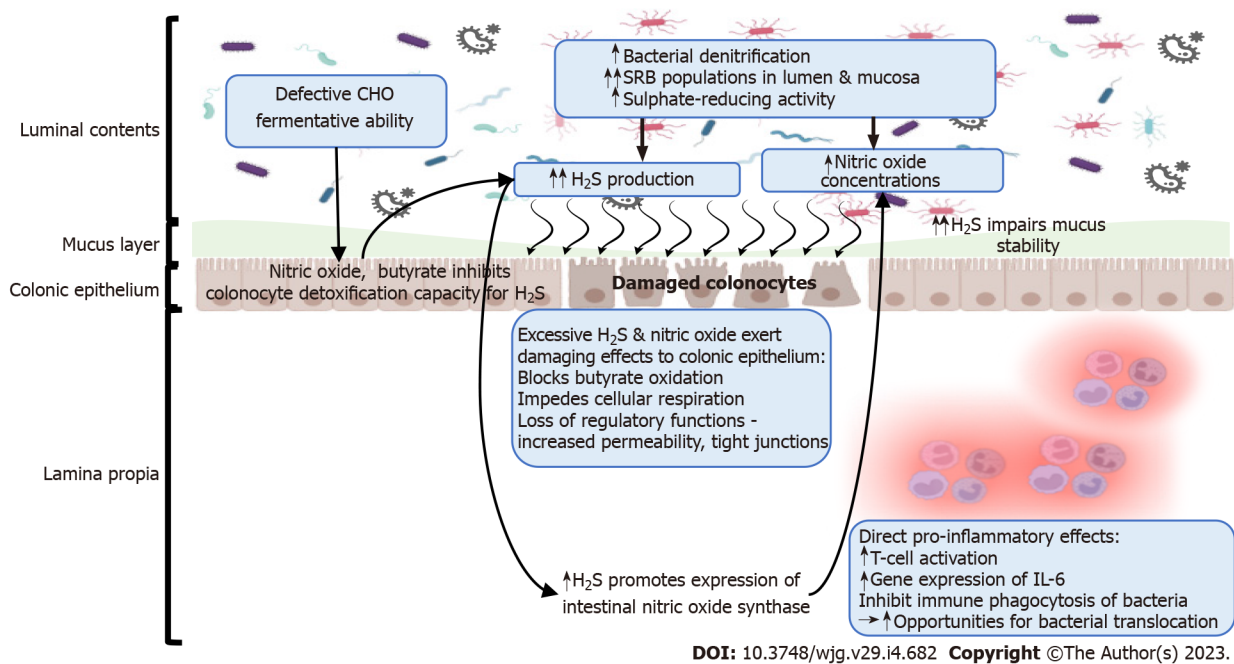 ↑Bacterial denitrification
↑↑SRB populations in lumen & mucosa
↑Sulphate-reducing activity
Defective CHO
fermentative ability
Luminal contents
↑↑ H₂S production
↑Nitric oxide
concentrations
Mucus layer
↑↑H₂S impairs mucus
stability
Colonic epithelium
Nitric oxide, butyrate inhibits
colonocyte detoxification capacity for H₂S
Damaged colonocytes
Excessive H₂S & nitric oxide exert
damaging effects to colonic epithelium:
Blocks butyrate oxidation
Impedes cellular respiration
Loss of regulatory functions -
increased permeability, tight junctions
Lamina propia
↑H₂S promotes expression of
intestinal nitric oxide synthase
Direct pro-inflammatory effects:
↑T-cell activation
↑Gene expression of IL-6
Inhibit immune phagocytosis of bacteria
→↑Opportunities for bacterial translocation
DOI: 10.3748/wjg.v29.i4.682 Copyright ©The Author(s) 2023.